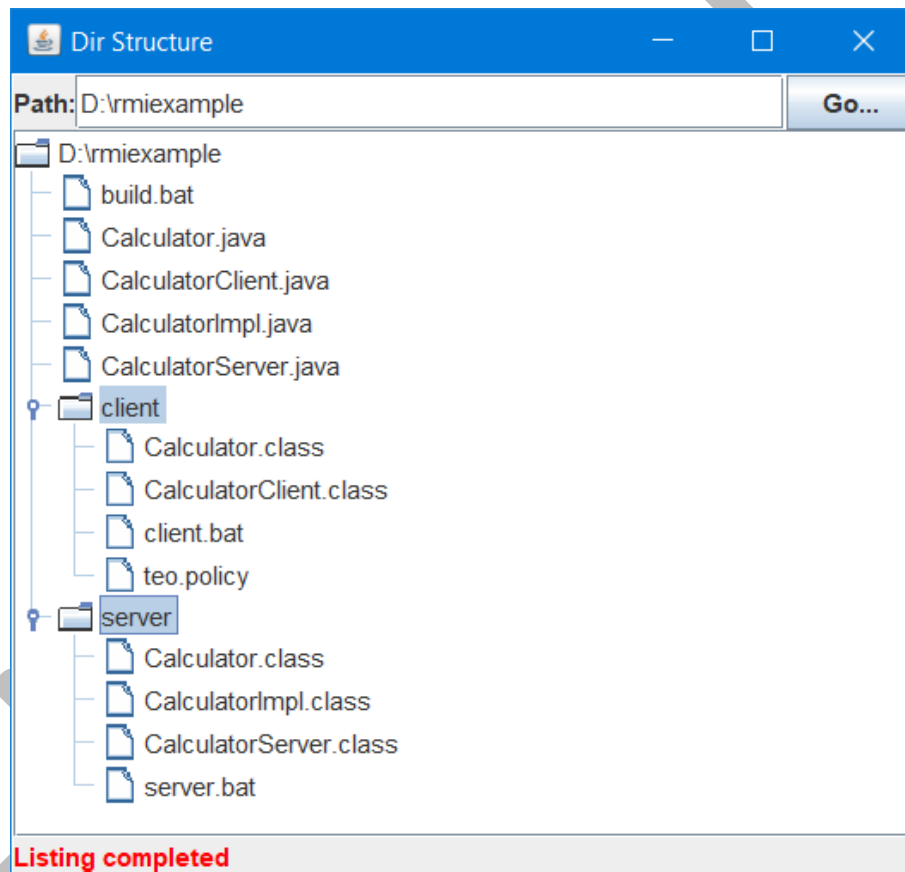 Dir Structure
Path: D:\rmiexample Go...
D:\rmiexample
build.bat
Calculator.java
CalculatorClient.java
CalculatorImpl.java
CalculatorServer.java
client
Calculator.class
CalculatorClient.class
client.bat
teo.policy
server
Calculator.class
CalculatorImpl.class
CalculatorServer.class
server.bat
Listing completed